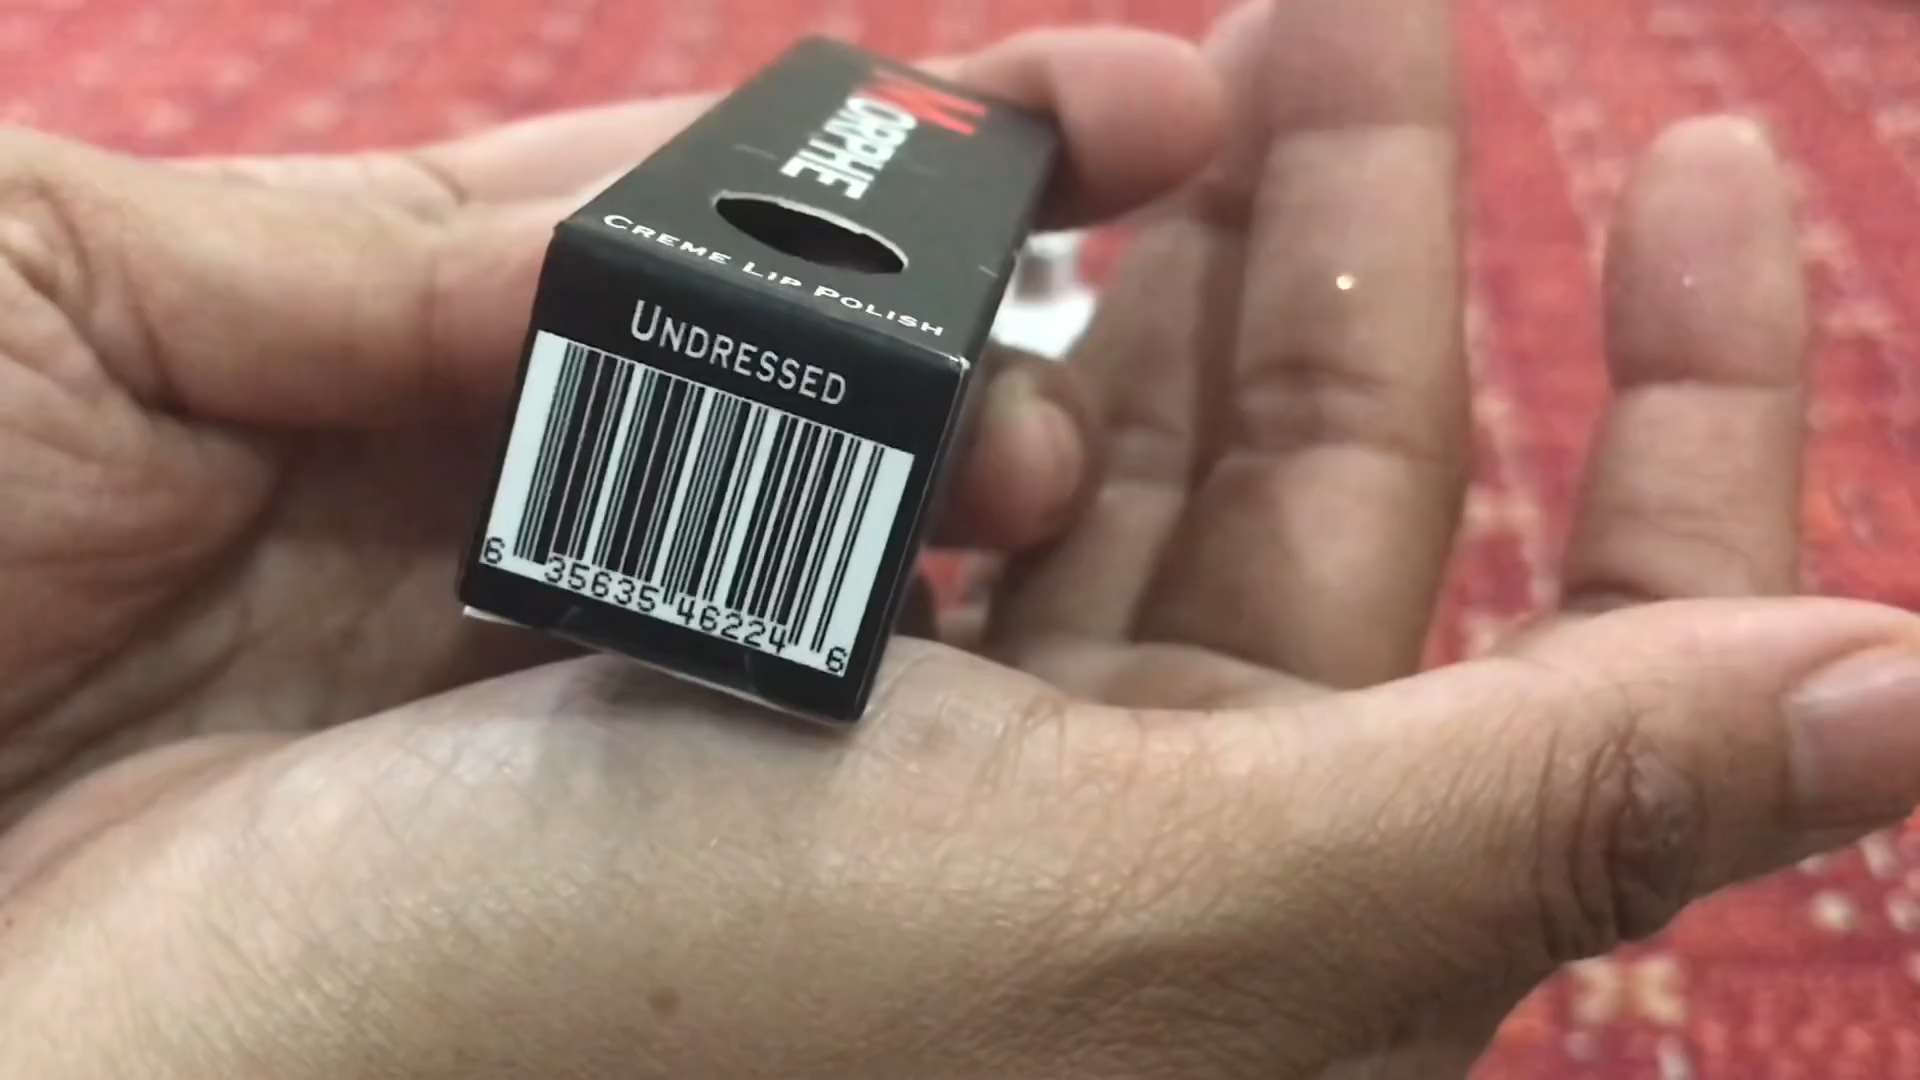 MORPHE
CREME LIP POLISH
UNDRESSED
6 35635 46224 6